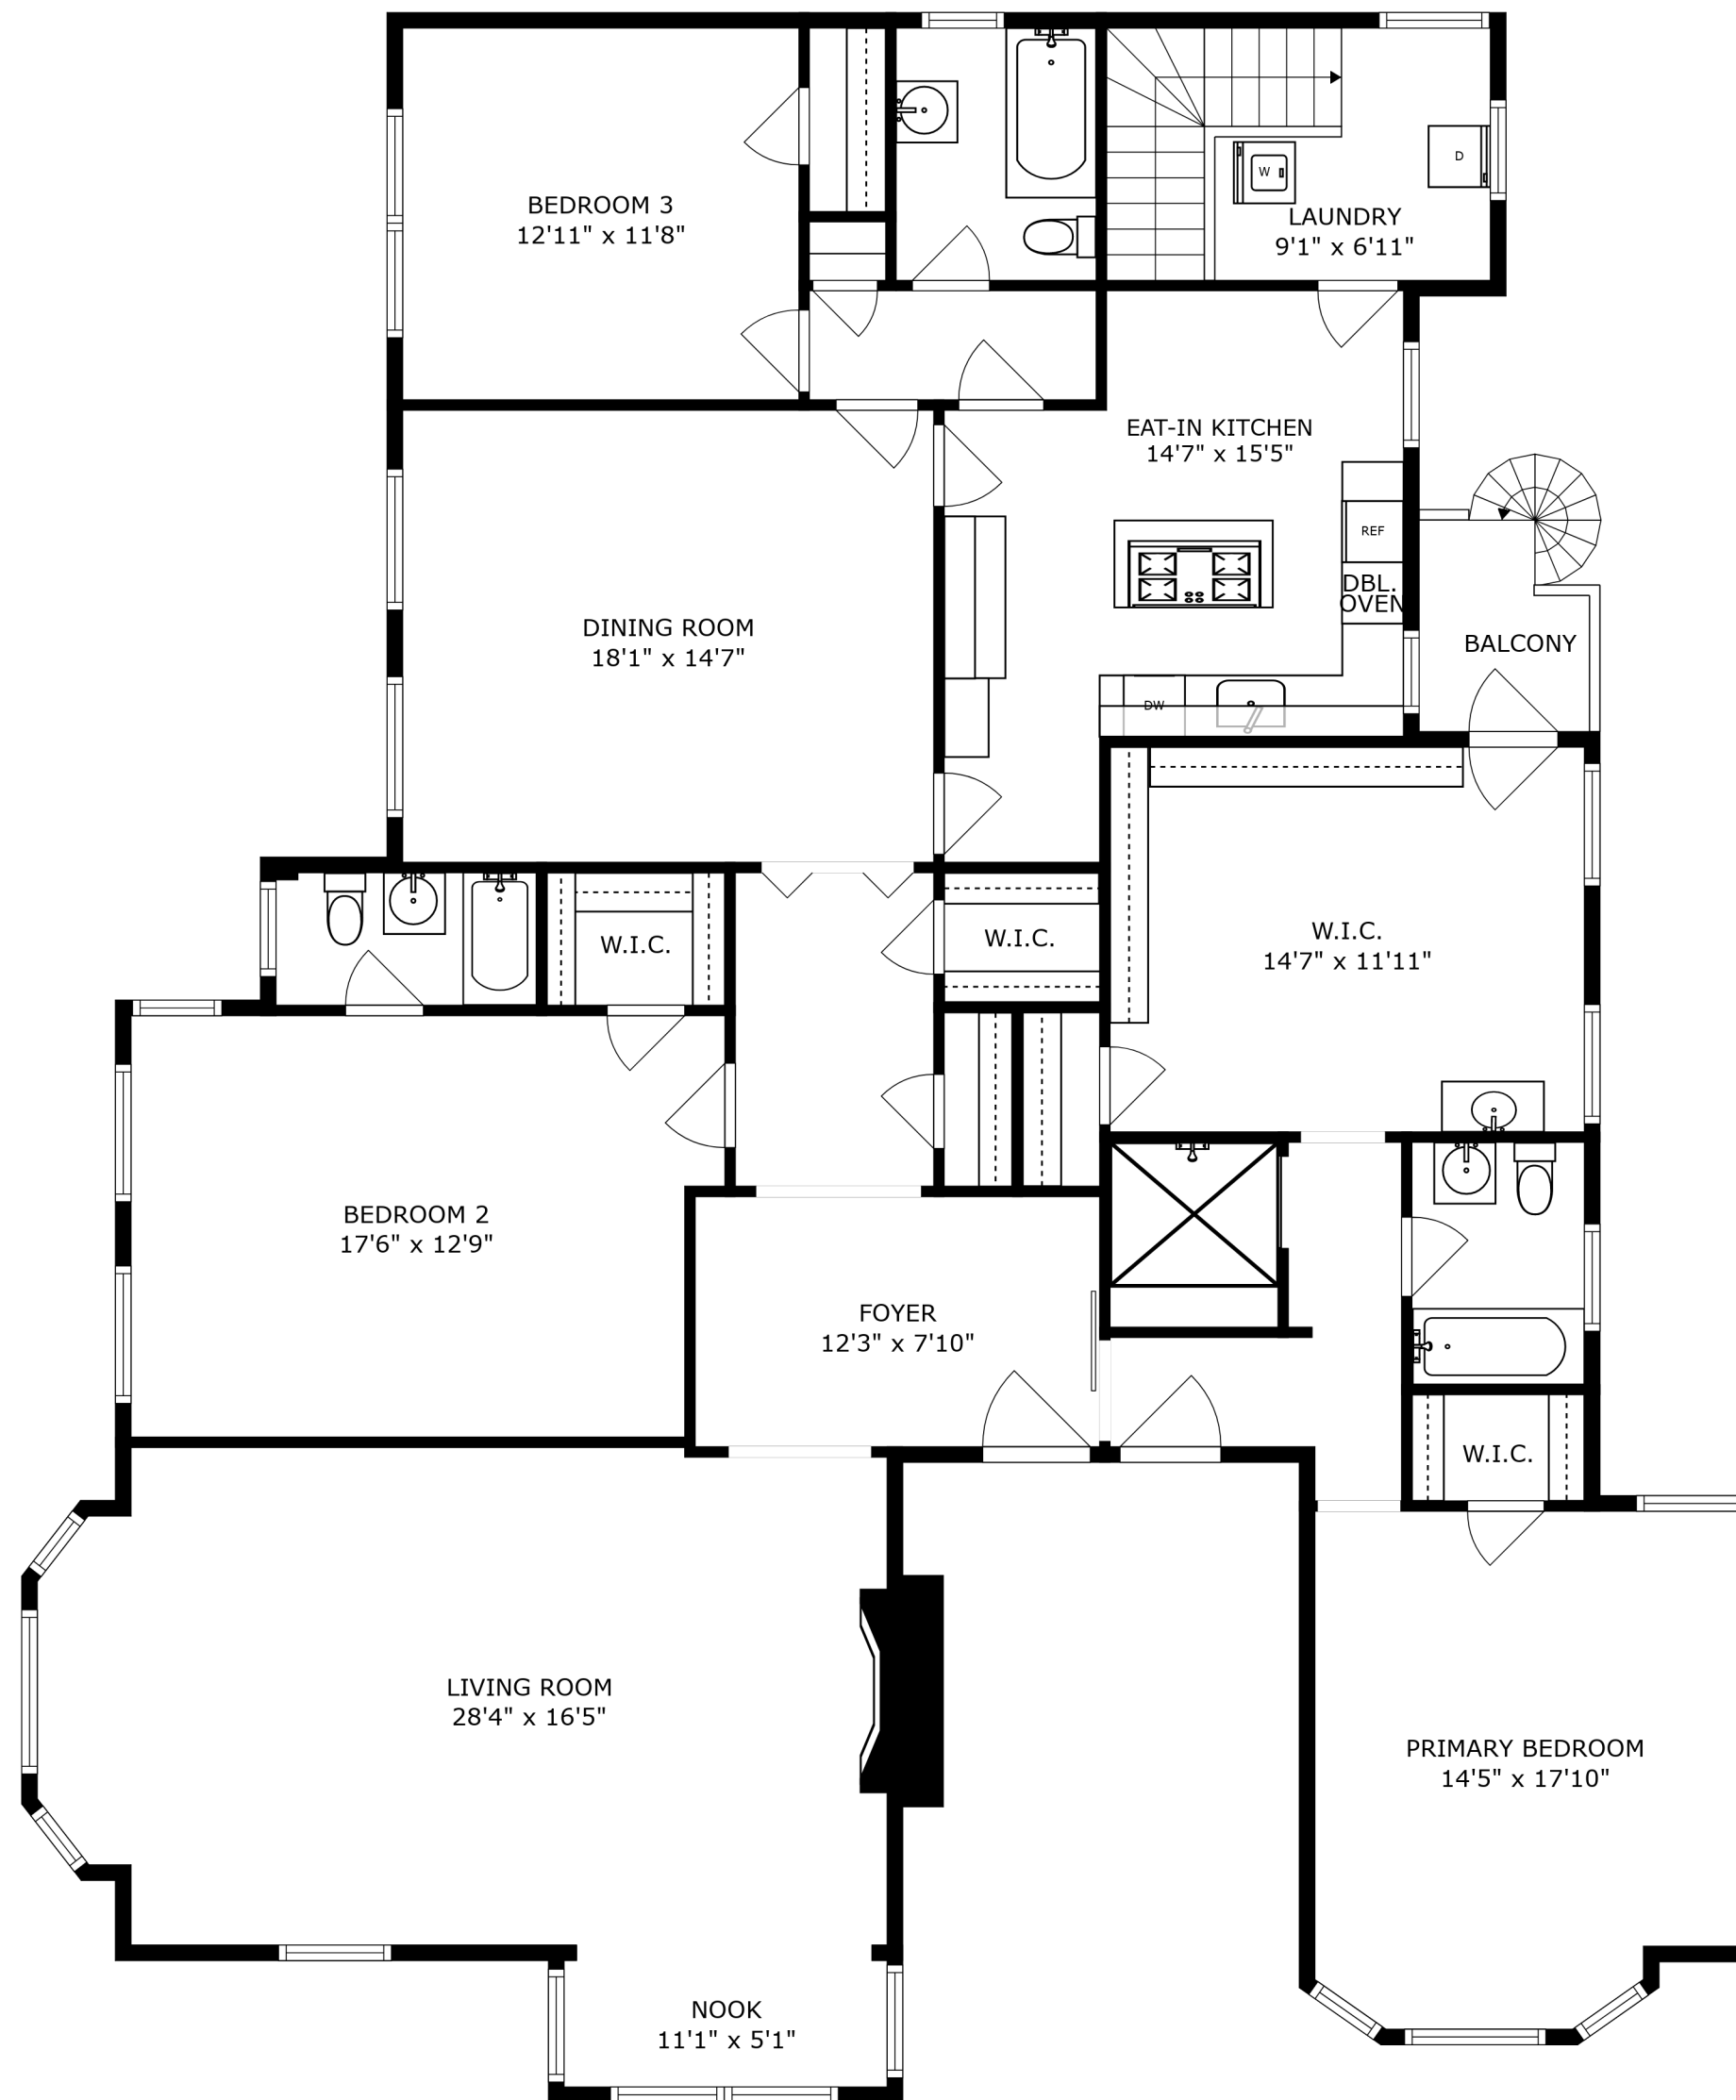 BEDROOM 3
12'11" x 11'8"
W
D
LAUNDRY
9'1" x 6'11"
EAT-IN KITCHEN
14'7" x 15'5"
REF
DBL.
OVEN
DINING ROOM
18'1" x 14'7"
BALCONY
DW
W.I.C.
W.I.C.
W.I.C.
14'7" x 11'11"
BEDROOM 2
17'6" x 12'9"
FOYER
12'3" x 7'10"
W.I.C.
LIVING ROOM
28'4" x 16'5"
PRIMARY BEDROOM
14'5" x 17'10"
NOOK
11'1" x 5'1"